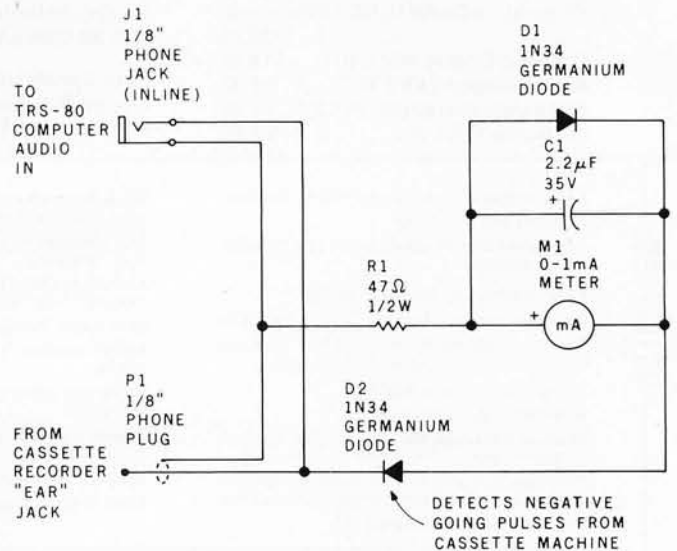 J1
1/8"
PHONE
JACK
(INLINE)
TO
TRS-80
COMPUTER
AUDIO
IN
D1
1N34
GERMANIUM
DIODE
C1
2.2μF
35V
+
M1
0-1mA
METER
+
mA
R1
47Ω
1/2W
P1
1/8"
PHONE
PLUG
FROM
CASSETTE
RECORDER
"EAR"
JACK
D2
1N34
GERMANIUM
DIODE
DETECTS NEGATIVE
GOING PULSES FROM
CASSETTE MACHINE